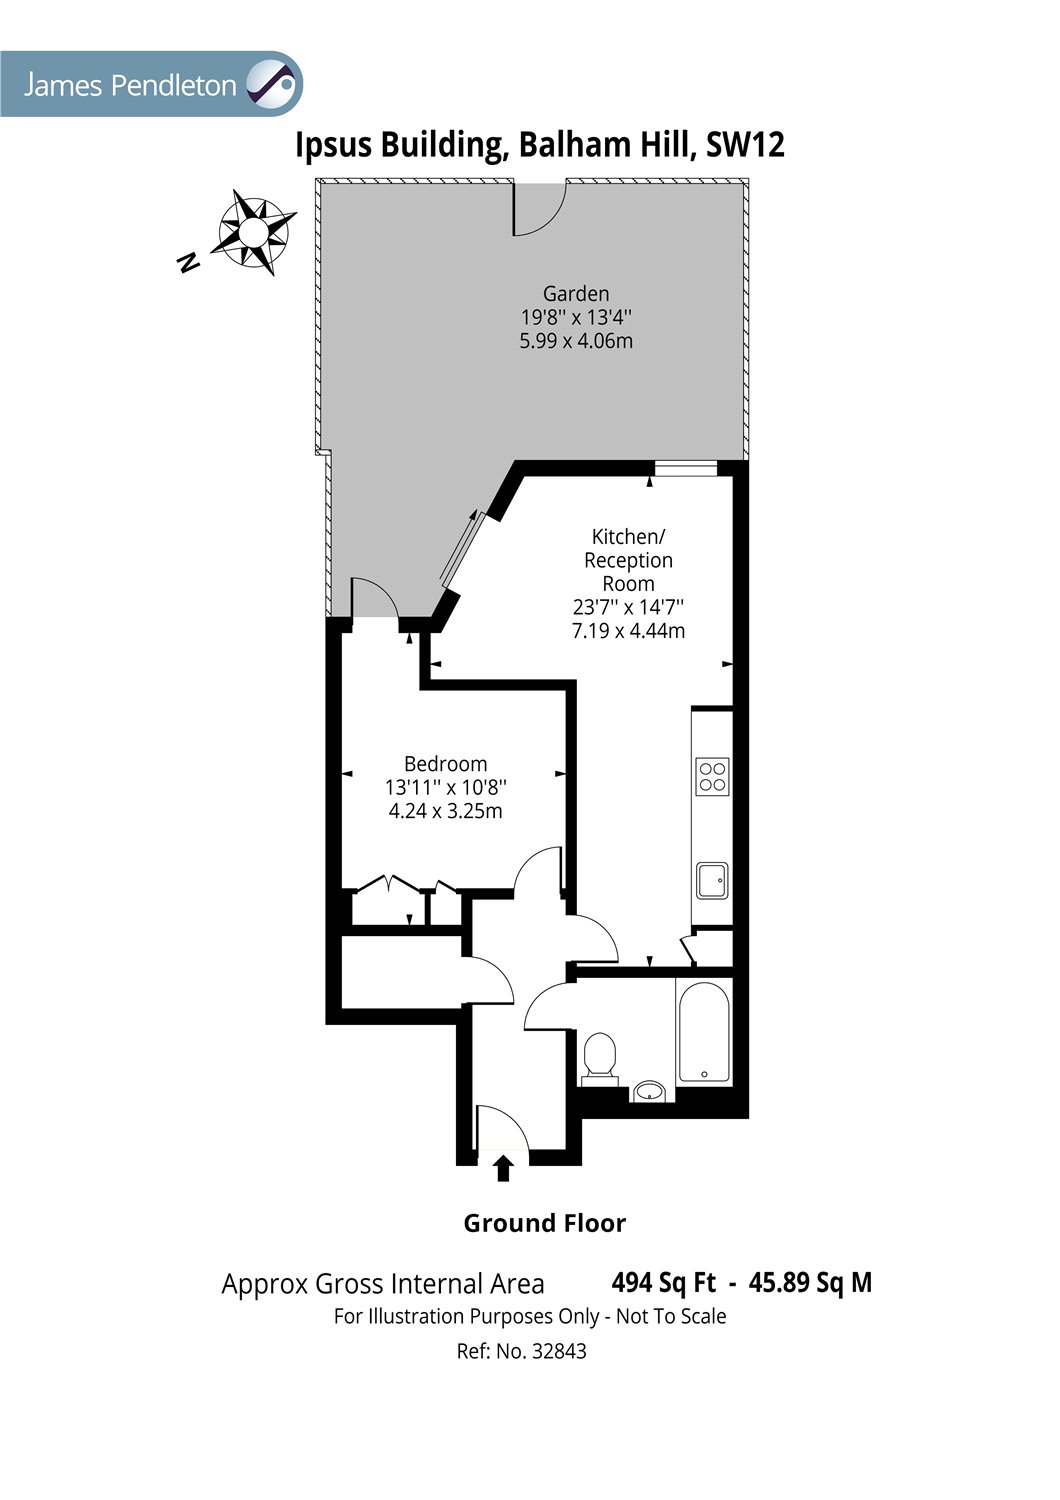 James Pendleton
Ipsus Building, Balham Hill, SW12
N
Garden
19'8'' x 13'4''
5.99 x 4.06m
Kitchen/
Reception
Room
23'7'' x 14'7''
7.19 x 4.44m
Bedroom
13'11'' x 10'8''
4.24 x 3.25m
Ground Floor
Approx Gross Internal Area 494 Sq Ft - 45.89 Sq M
For Illustration Purposes Only - Not To Scale
Ref: No. 32843